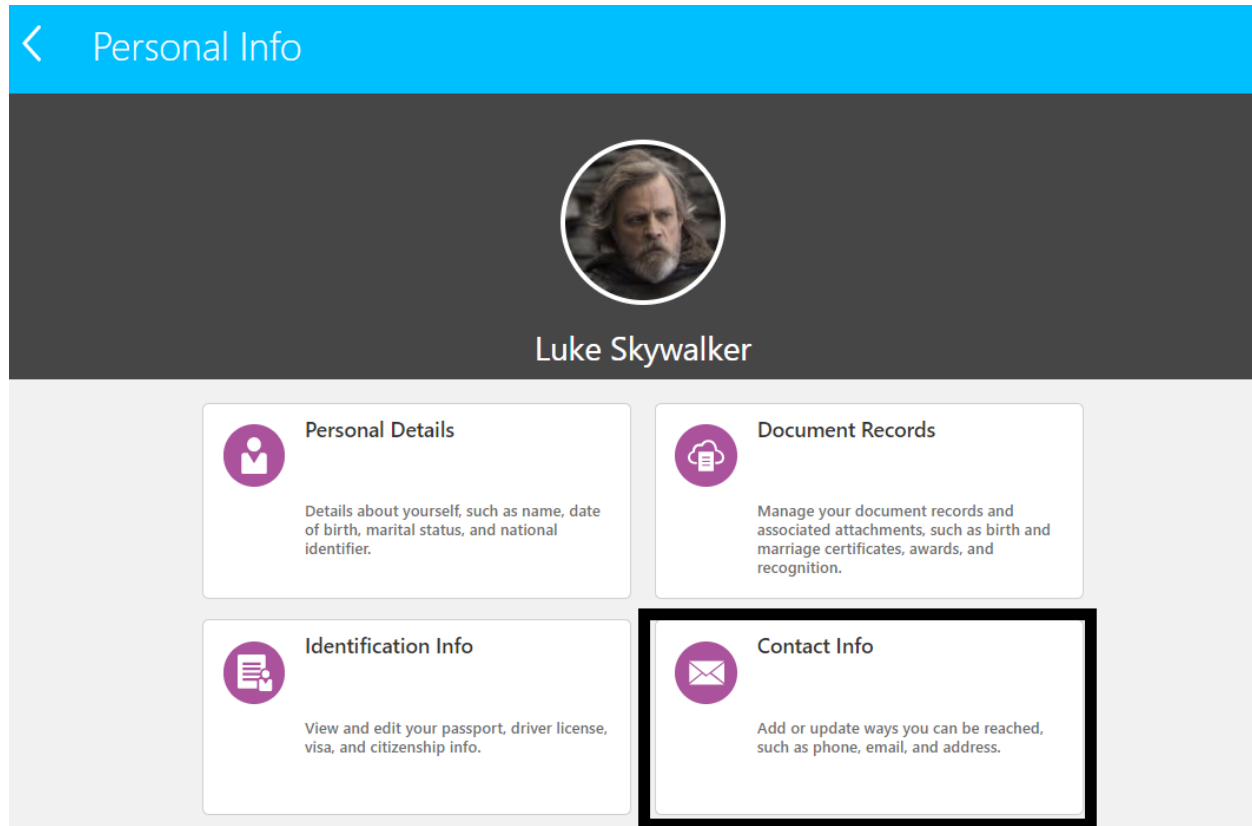 Personal Info
Luke Skywalker
Personal Details
Details about yourself, such as name, date
of birth, marital status, and national
identifier.
Document Records
Manage your document records and
associated attachments, such as birth and
marriage certificates, awards, and
recognition.
Identification Info
View and edit your passport, driver license,
visa, and citizenship info.
Contact Info
Add or update ways you can be reached,
such as phone, email, and address.